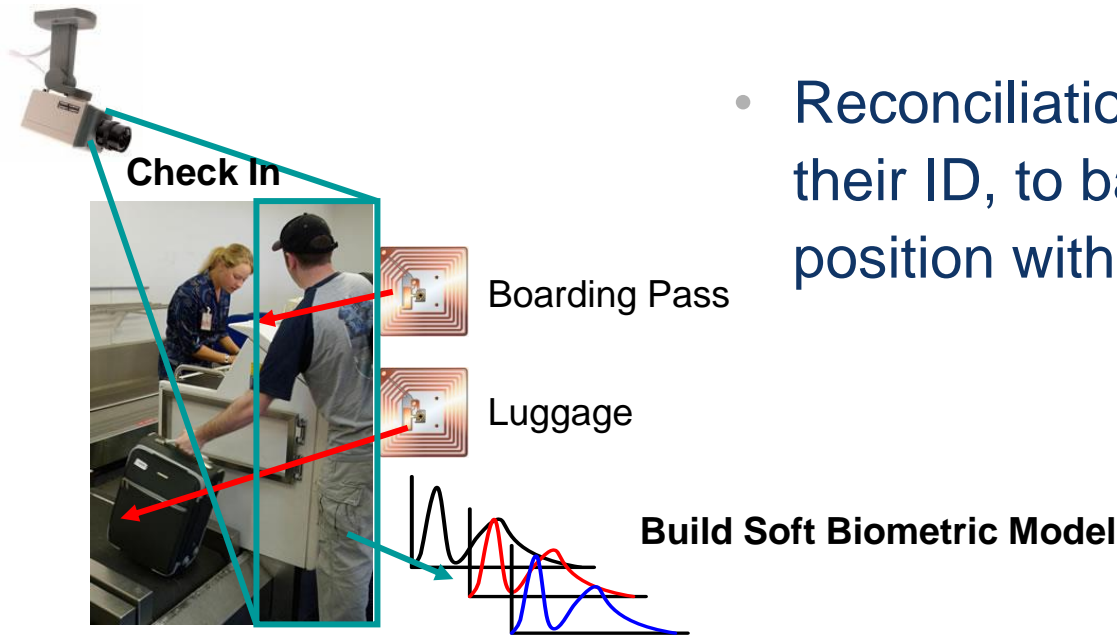 Check In
Boarding Pass
Luggage
Build Soft Biometric Model
• Reconciliatio
their ID, to ba
position with